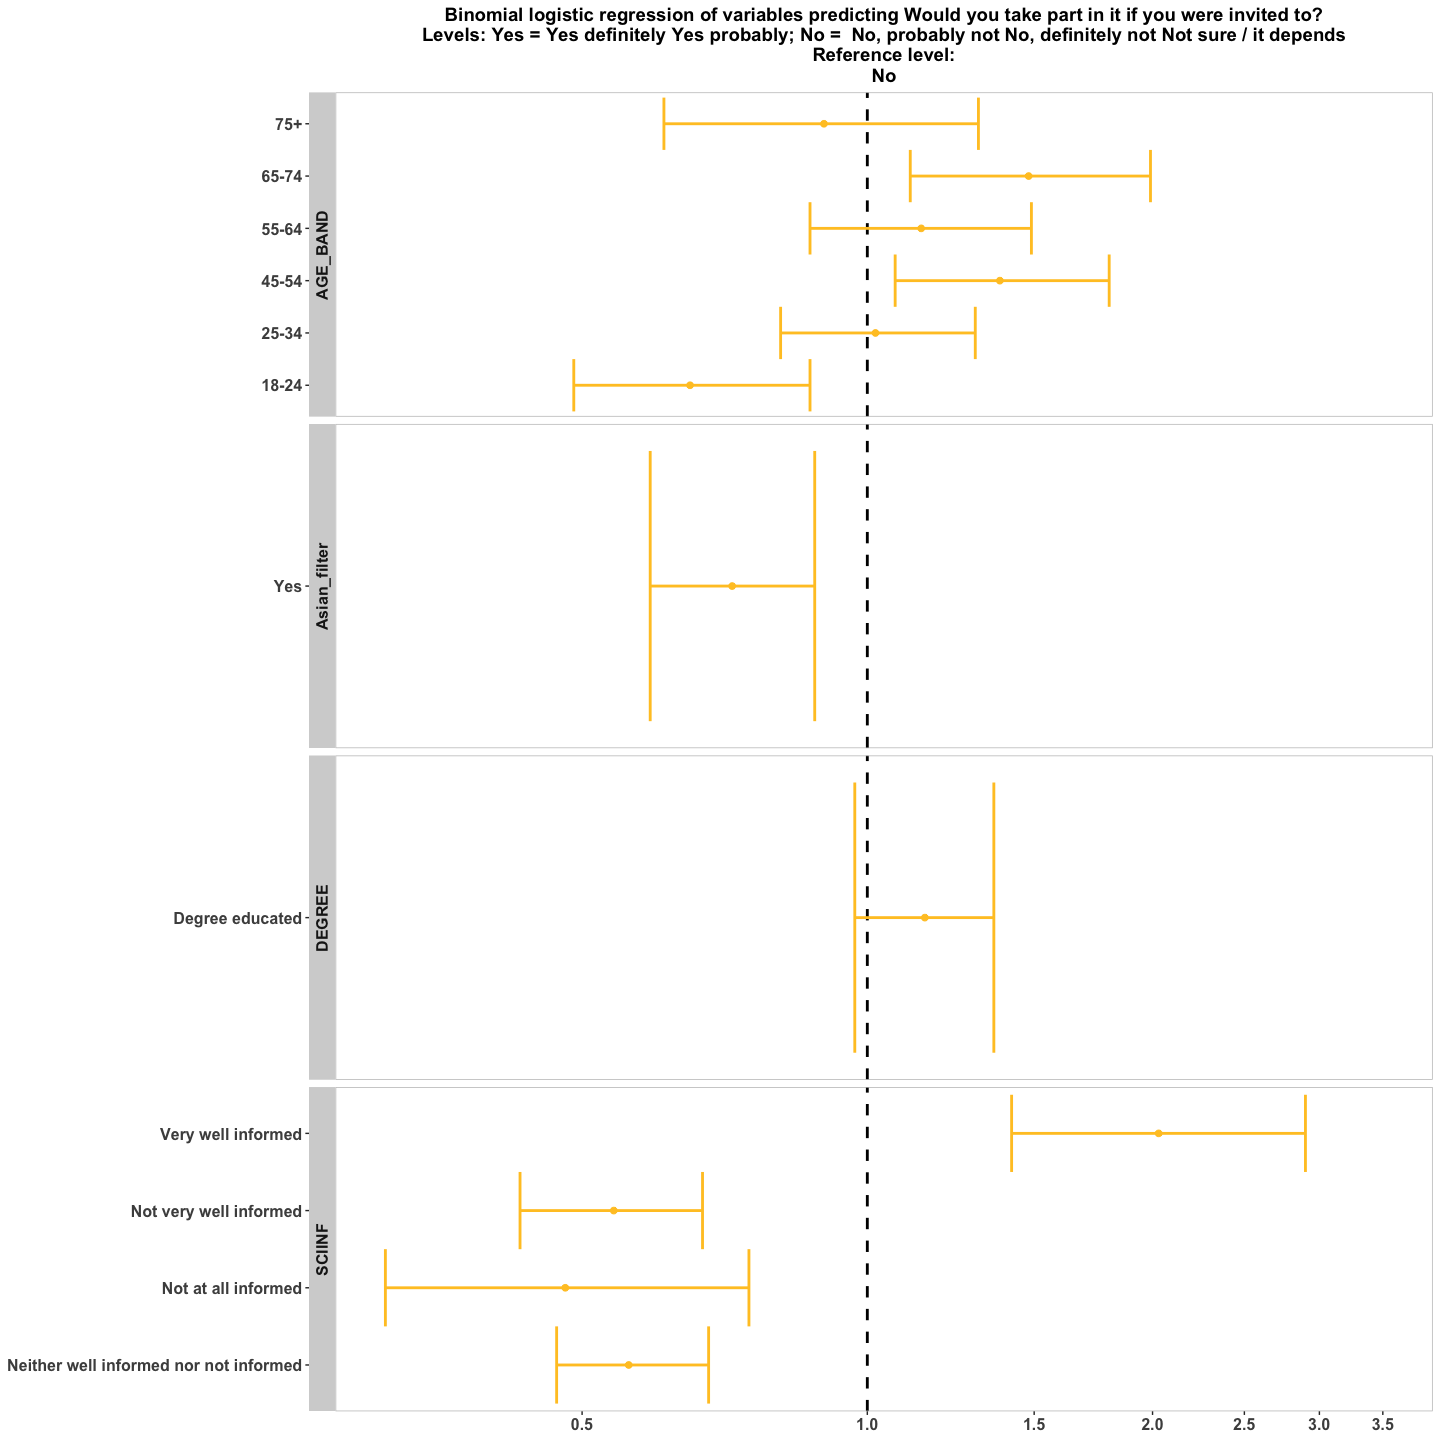 Binomial logistic regression of variables predicting Would you take part in it if you were invited to?
Levels: Yes = Yes definitely Yes probably; No =  No, probably not No, definitely not Not sure / it depends
Reference level:
No
AGE_BAND
75+
65-74
55-64
45-54
25-34
18-24
Asian_filter
Yes
DEGREE
Degree educated
SCIINF
Very well informed
Not very well informed
Not at all informed
Neither well informed nor not informed
0.5 1.0 1.5 2.0 2.5 3.0 3.5